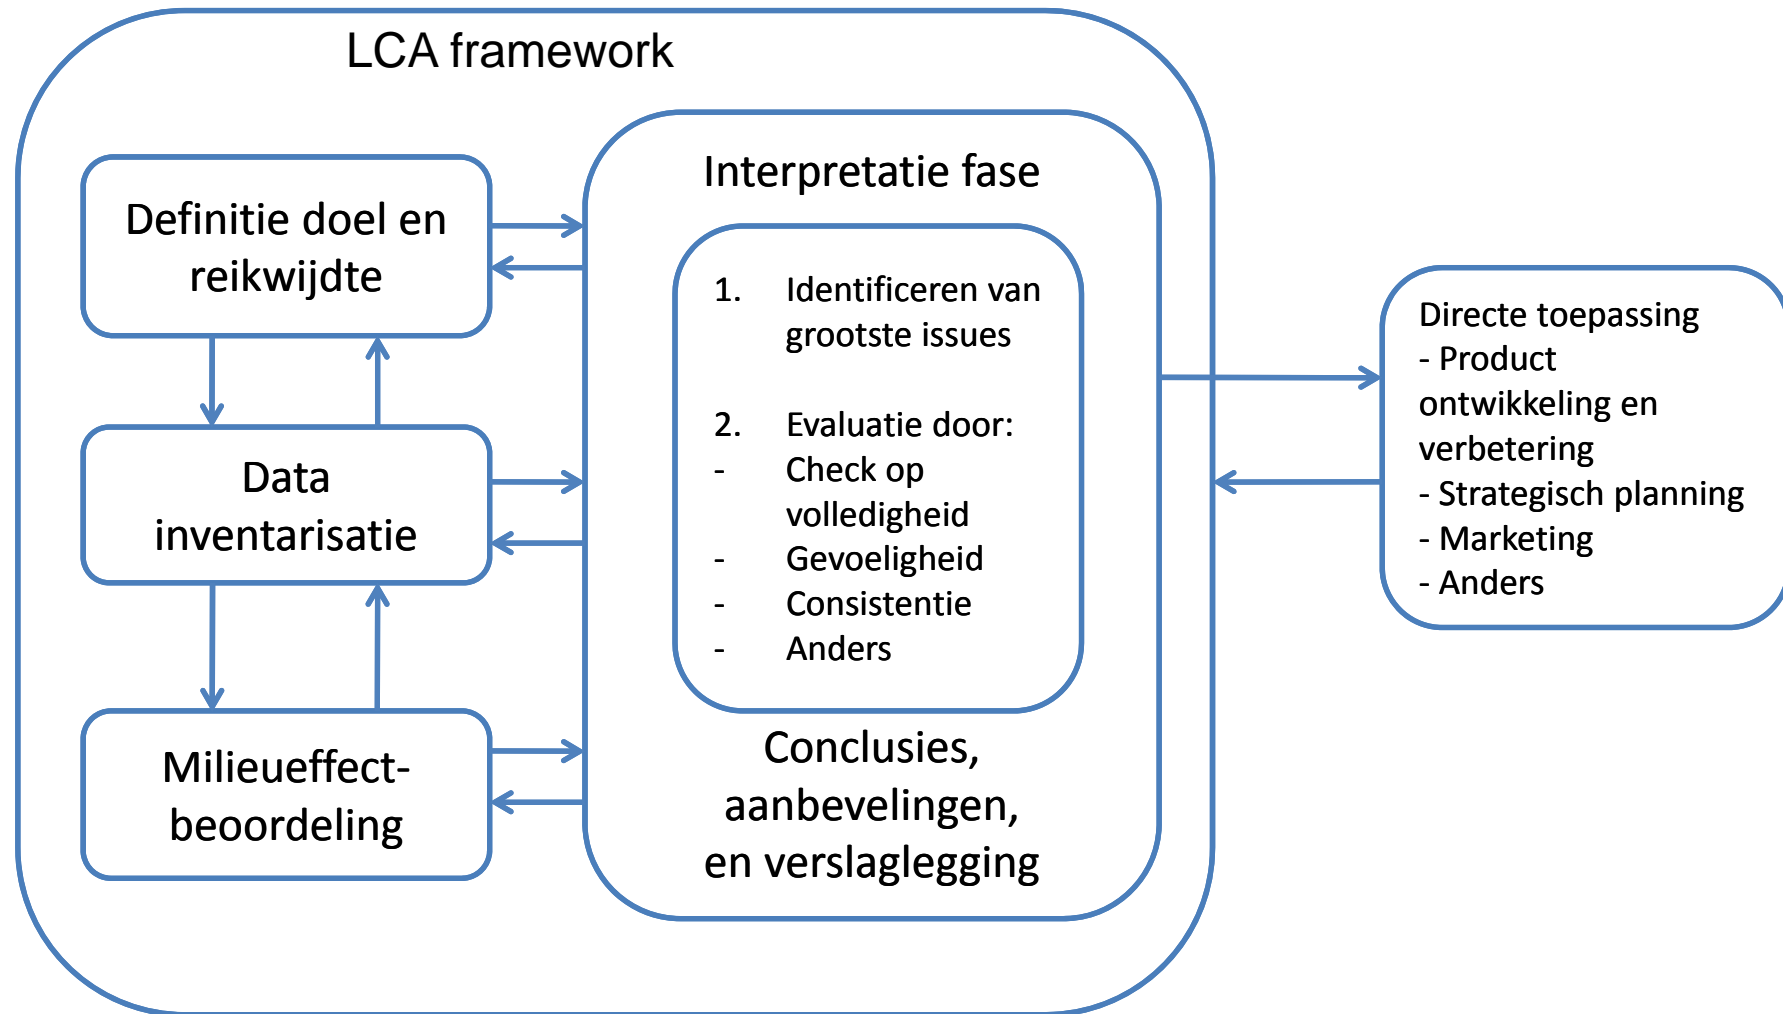 LCA framework
Definitie doel en
reikwijdte
Data
inventarisatie
Milieueffect-
beoordeling
Interpretatie fase
1. Identificeren van
grootste issues
2. Evaluatie door:
- Check op
volledigheid
- Gevoeligheid
- Consistentie
- Anders
Conclusies,
aanbevelingen,
en verslaglegging
Directe toepassing
- Product
ontwikkeling en
verbetering
- Strategisch planning
- Marketing
- Anders